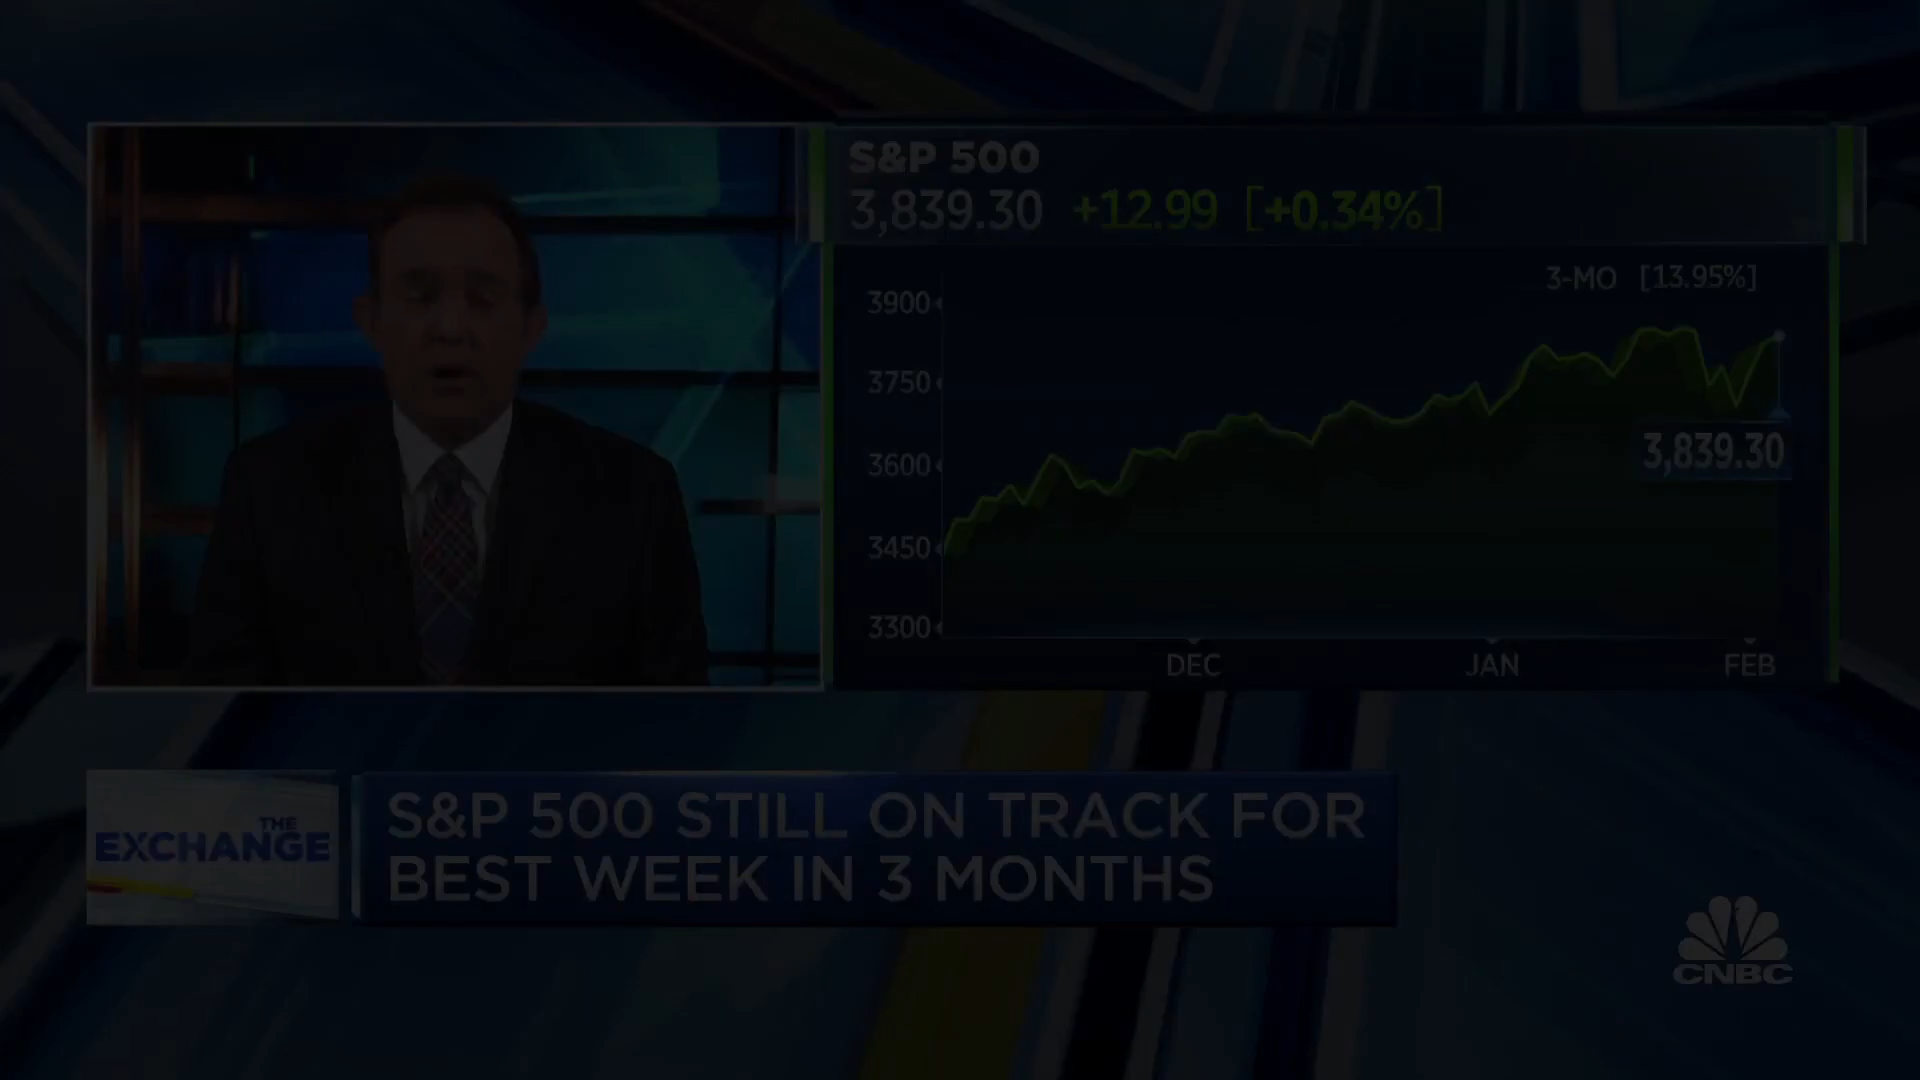 S&P 500
3,839.30 +12.99 [+0.34%]
3-MO [13.95%]
3900
3750
3600
3450
3300
3,839.30
DEC JAN FEB
THE
EXCHANGE
S&P 500 STILL ON TRACK FOR
BEST WEEK IN 3 MONTHS
CNBC